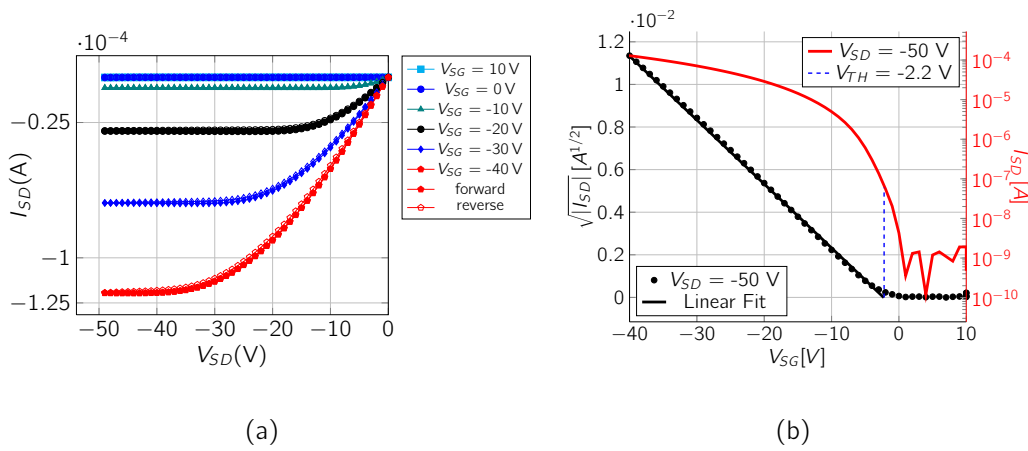 ·10⁻⁴
−0.25
−1
−1.25
−50
−40
−30
−20
−10
0
I_SD(A)
V_SD(V)
V_SG = 10 V
V_SG = 0 V
V_SG = -10 V
V_SG = -20 V
V_SG = -30 V
V_SG = -40 V
forward
reverse
(a)
·10⁻²
1.2
1
0.8
0.6
0.4
0.2
0
−40
−30
−20
−10
0
10
√|I_SD| [A^1/2]
V_SG[V]
V_SD = -50 V
V_TH = -2.2 V
V_SD = -50 V
Linear Fit
10⁻⁴
10⁻⁵
10⁻⁶
10⁻⁷
10⁻⁸
10⁻⁹
10⁻¹⁰
I_SD [A]
(b)